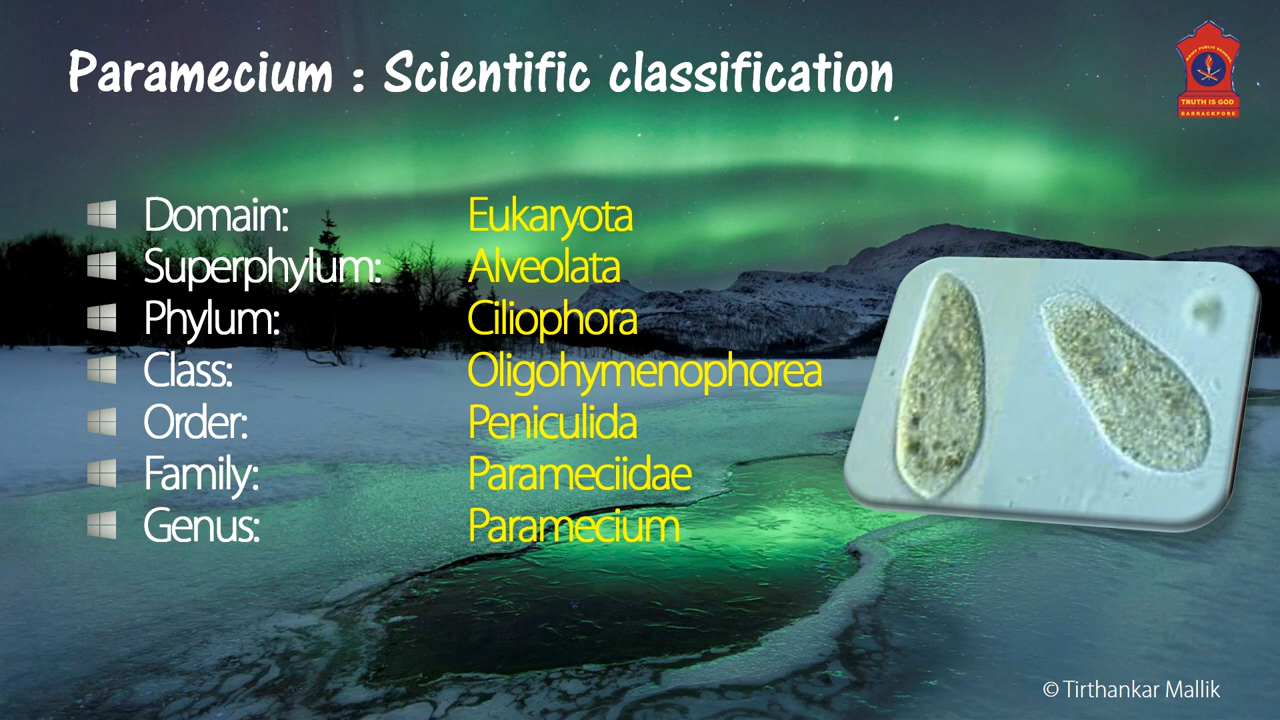 Paramecium : Scientific classification
TRUTH IS GOD
BARRACKPORE
Domain: Eukaryota
Superphylum: Alveolata
Phylum: Ciliophora
Class: Oligohymenophorea
Order: Peniculida
Family: Parameciidae
Genus: Paramecium
© Tirthankar Mallik